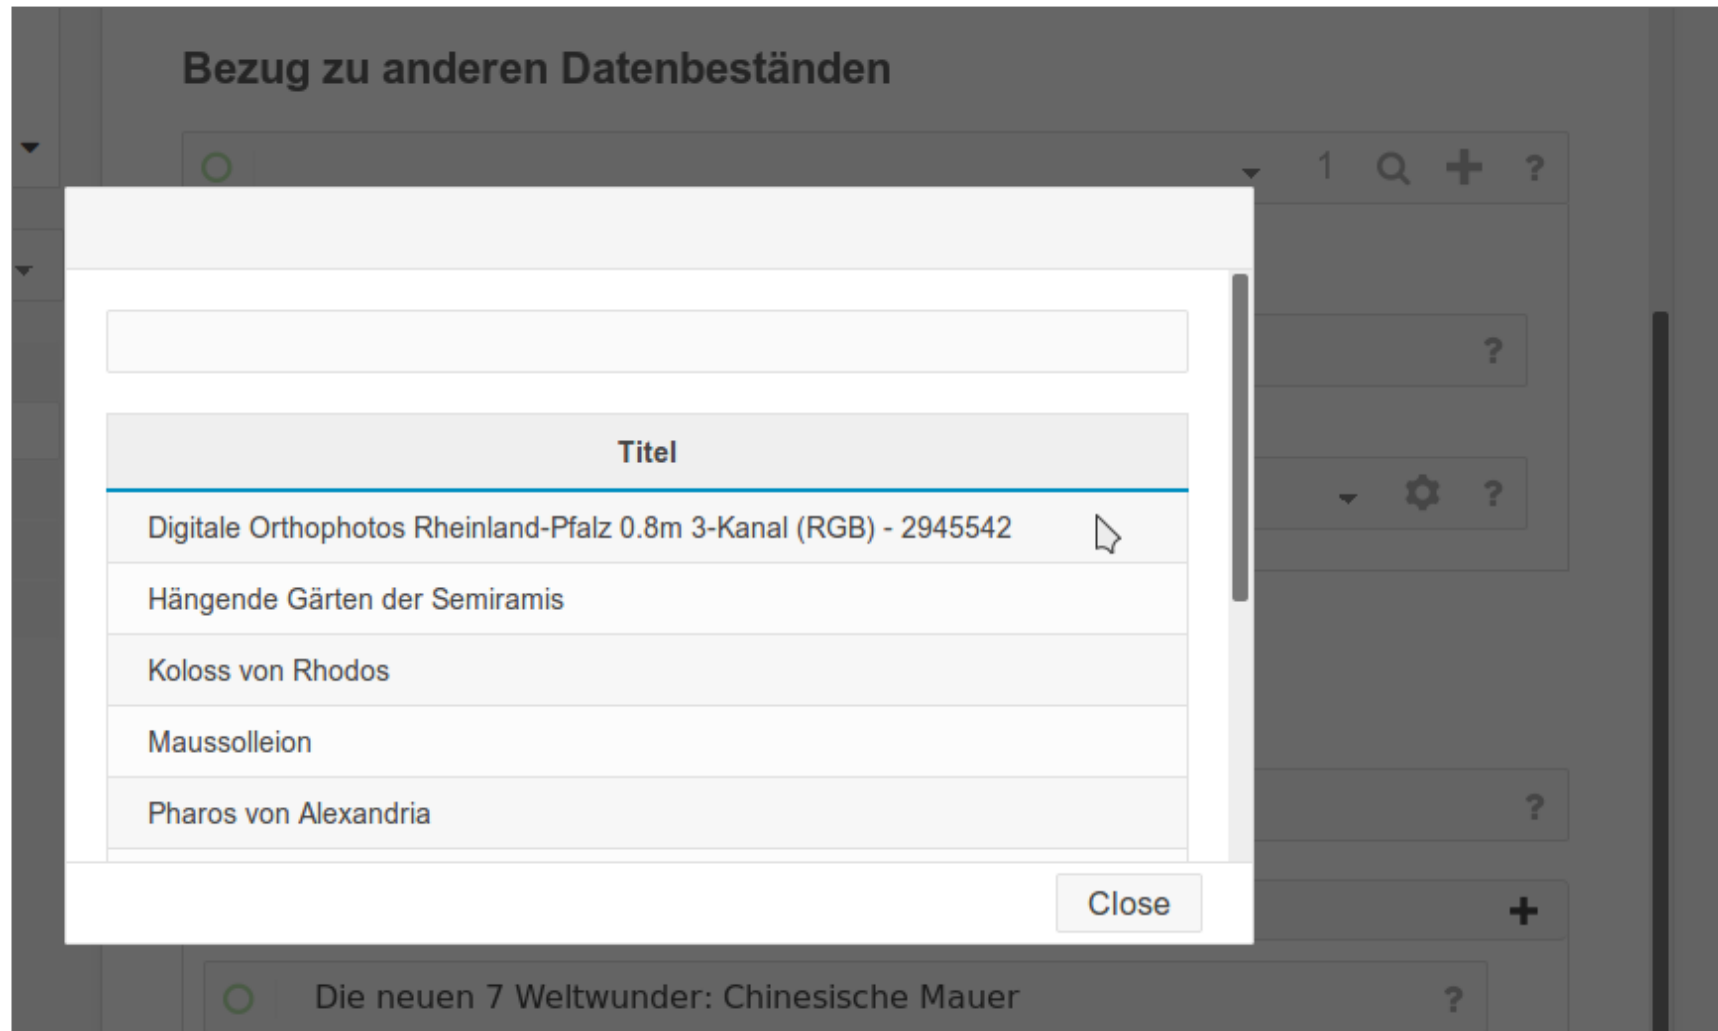 Bezug zu anderen Datenbeständen
1 ?
?
Titel
Digitale Orthophotos Rheinland-Pfalz 0.8m 3-Kanal (RGB) - 2945542
?
Hängende Gärten der Semiramis
Koloss von Rhodos
Maussolleion
Pharos von Alexandria
?
Close
Die neuen 7 Weltwunder: Chinesische Mauer ?